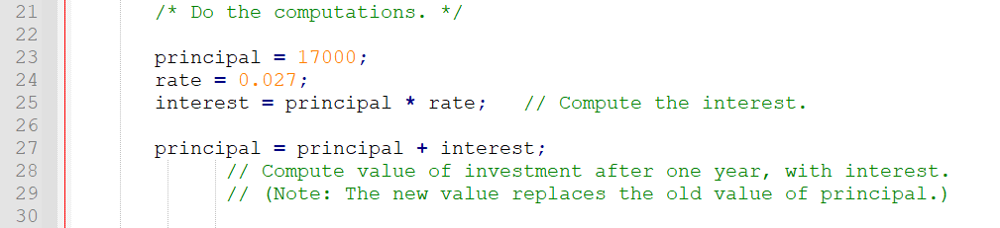 21 /* Do the computations. */
22
23 principal = 17000;
24 rate = 0.027;
25 interest = principal * rate; // Compute the interest.
26
27 principal = principal + interest;
28 // Compute value of investment after one year, with interest.
29 // (Note: The new value replaces the old value of principal.)
30